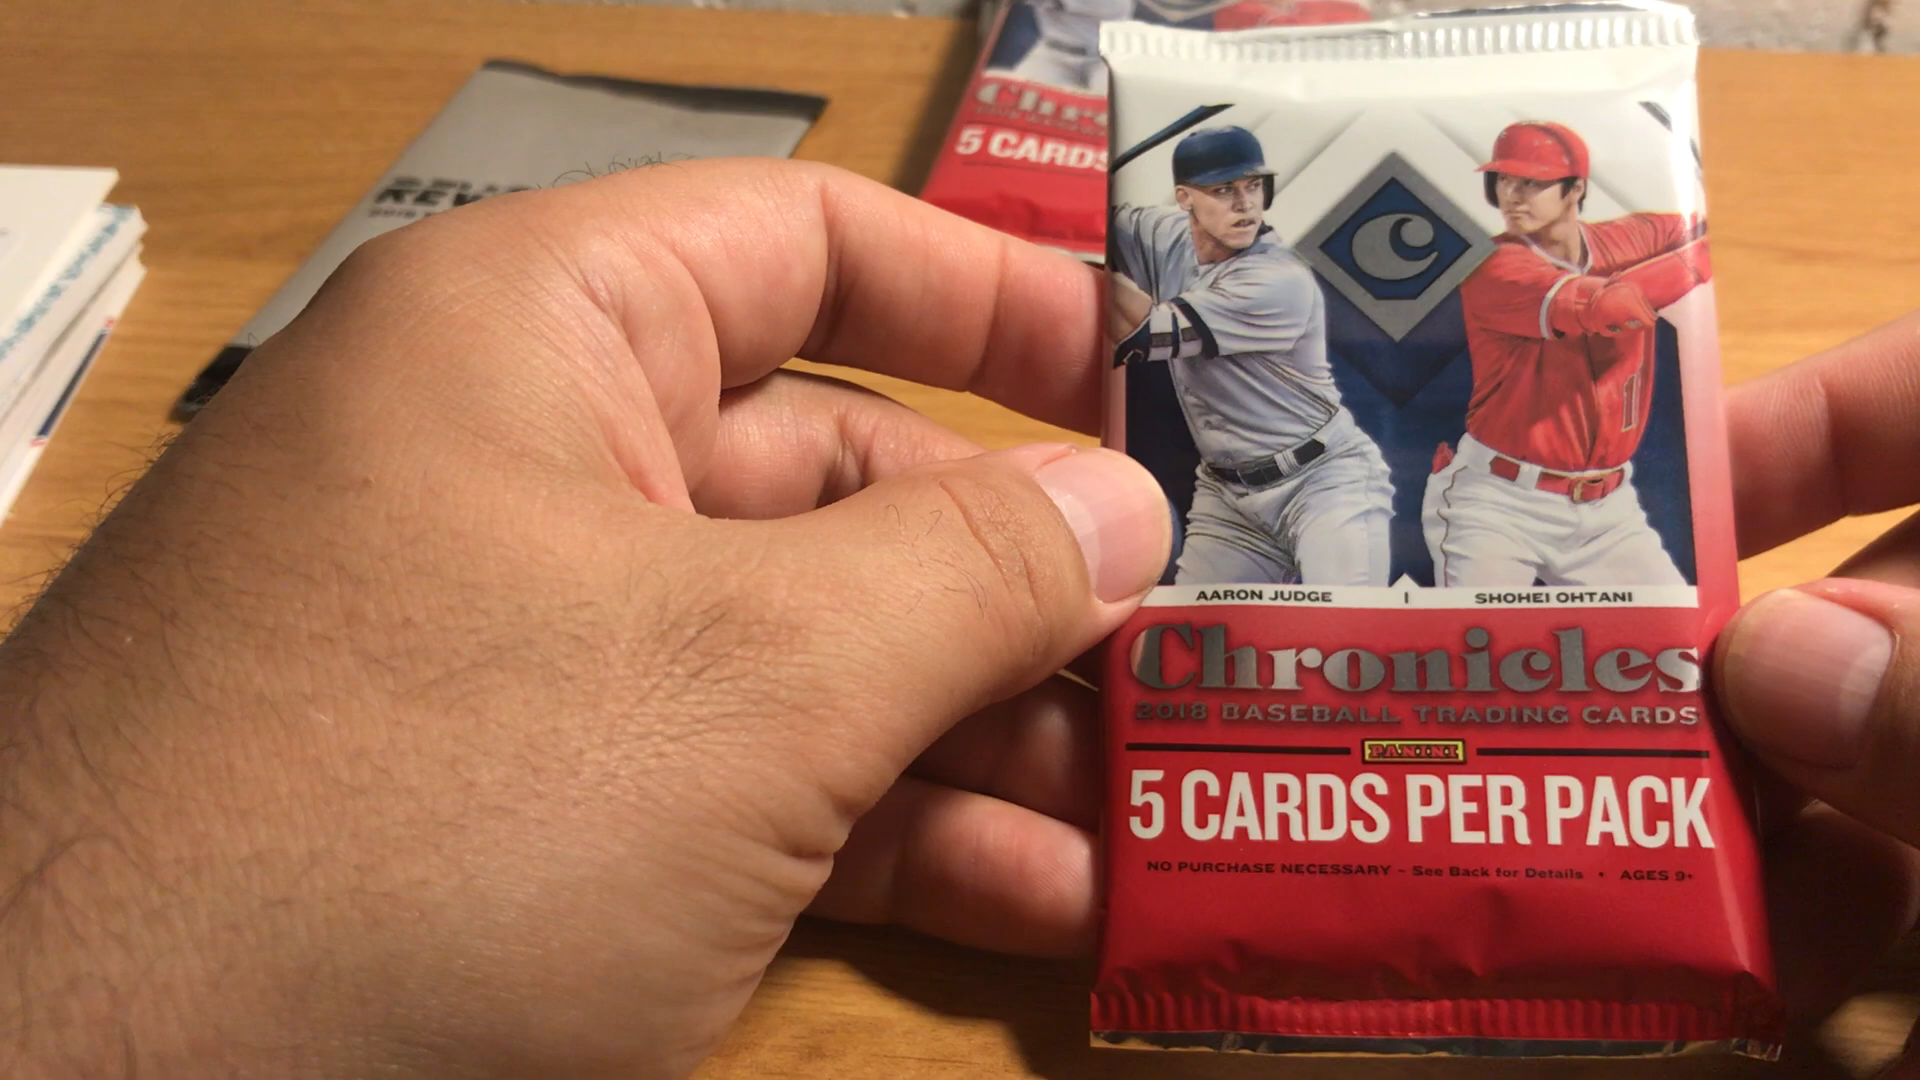 Chro
5 CARDS
C
AARON JUDGE | SHOHEI OHTANI
Chronicles
2018 BASEBALL TRADING CARDS
PANINI
5 CARDS PER PACK
NO PURCHASE NECESSARY – See Back for Details • AGES 9+